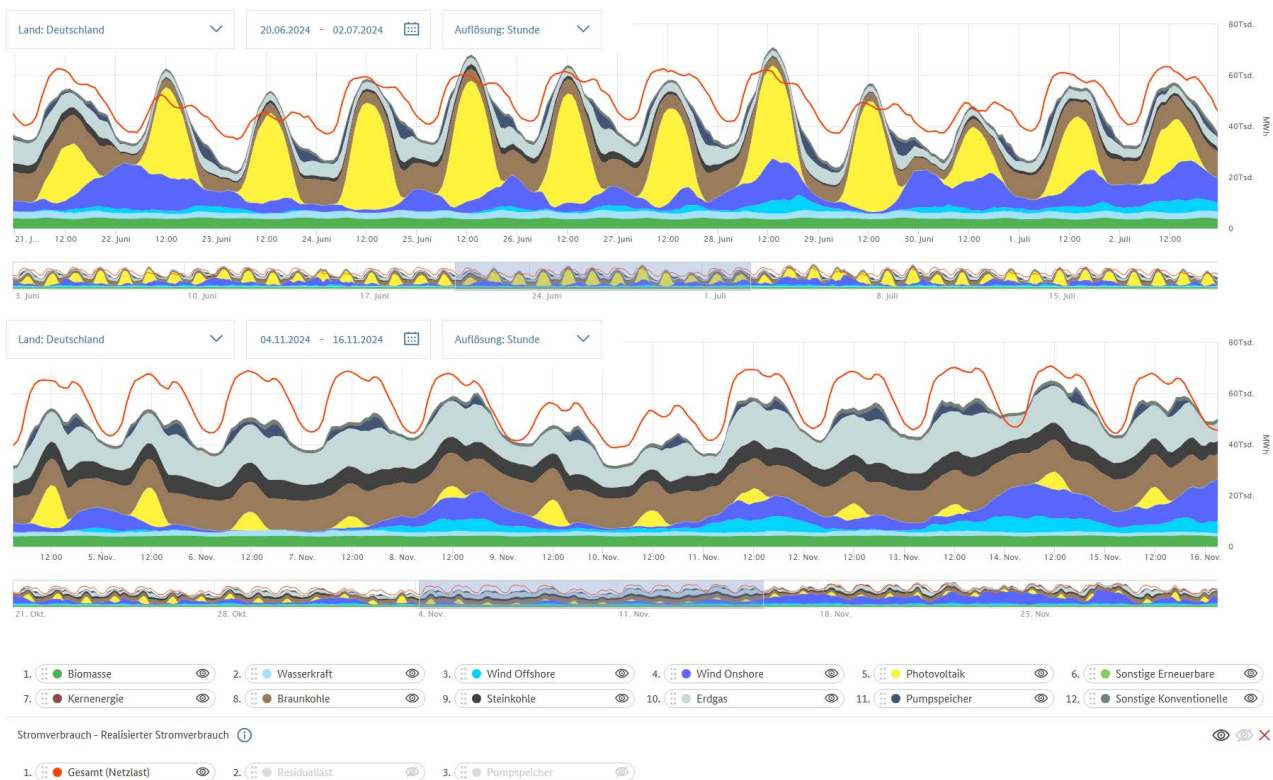 Land: Deutschland 20.06.2024 - 02.07.2024 Auflösung: Stunde
80Tsd.
60Tsd.
40Tsd.
20Tsd.
0
MWh
21. J... 12:00 22. Juni 12:00 23. Juni 12:00 24. Juni 12:00 25. Juni 12:00 26. Juni 12:00 27. Juni 12:00 28. Juni 12:00 29. Juni 12:00 30. Juni 12:00 1. Juli 12:00 2. Juli 12:00
3. Juni 10. Juni 17. Juni 24. Juni 1. Juli 8. Juli 15. Juli
Land: Deutschland 04.11.2024 - 16.11.2024 Auflösung: Stunde
80Tsd.
60Tsd.
40Tsd.
20Tsd.
0
MWh
12:00 5. Nov. 12:00 6. Nov. 12:00 7. Nov. 12:00 8. Nov. 12:00 9. Nov. 12:00 10. Nov. 12:00 11. Nov. 12:00 12. Nov. 12:00 13. Nov. 12:00 14. Nov. 12:00 15. Nov. 12:00 16. Nov.
21. Okt. 28. Okt. 4. Nov. 11. Nov. 18. Nov. 25. Nov.
1. Biomasse 2. Wasserkraft 3. Wind Offshore 4. Wind Onshore 5. Photovoltaik 6. Sonstige Erneuerbare
7. Kernenergie 8. Braunkohle 9. Steinkohle 10. Erdgas 11. Pumpspeicher 12. Sonstige Konventionelle
Stromverbrauch - Realisierter Stromverbrauch
1. Gesamt (Netzlast) 2. Residuallast 3. Pumpspeicher